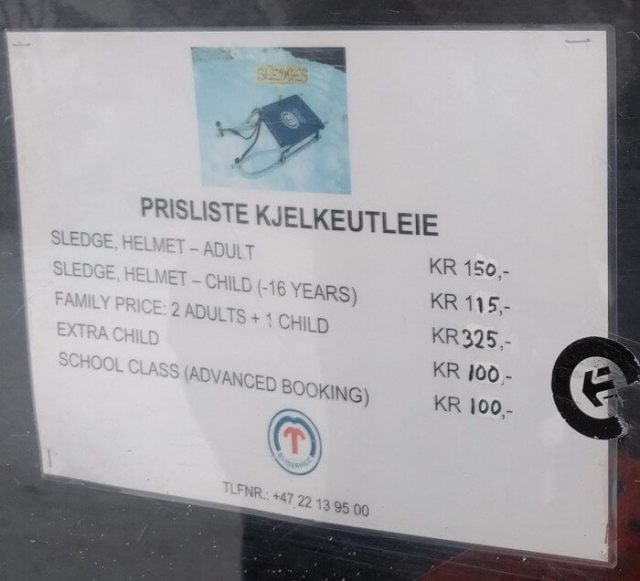 SLEDGES
PRISLISTE KJELKEUTLEIE
SLEDGE, HELMET – ADULT KR 150,-
SLEDGE, HELMET – CHILD (-16 YEARS) KR 115,-
FAMILY PRICE: 2 ADULTS + 1 CHILD KR 325,-
EXTRA CHILD KR 100,-
SCHOOL CLASS (ADVANCED BOOKING) KR 100,-
TLFNR.: +47 22 13 95 00